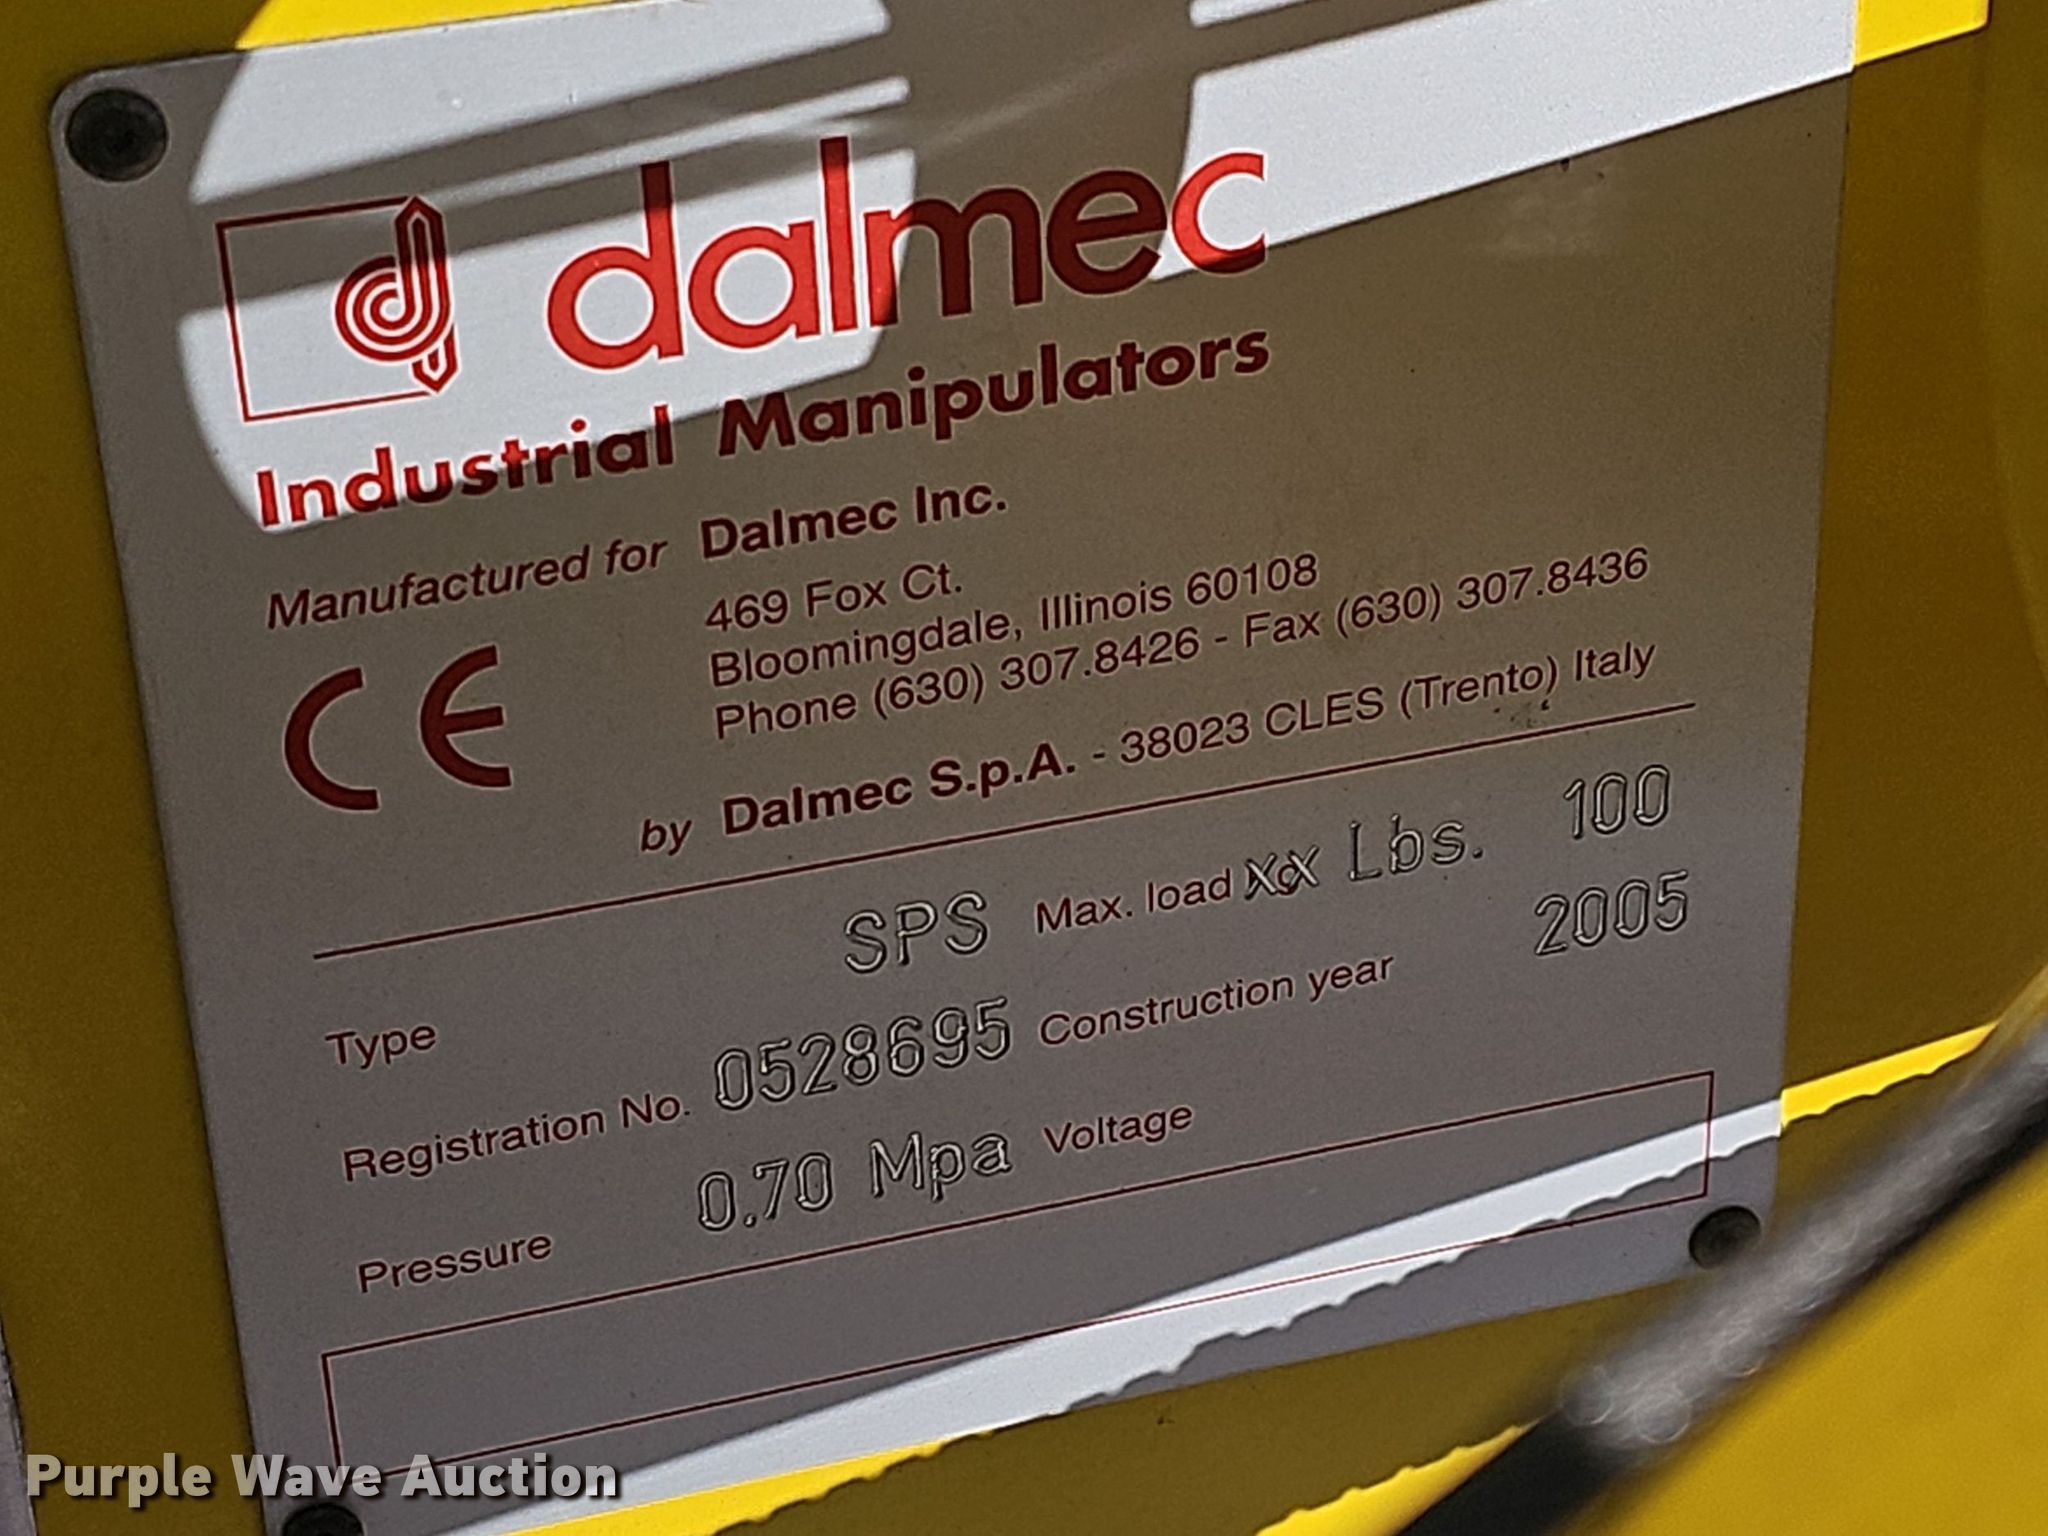 dalmec
Industrial Manipulators
Manufactured for Dalmec Inc.
469 Fox Ct.
Bloomingdale, Illinois 60108
Phone (630) 307.8426 - Fax (630) 307.8436
CE
by Dalmec S.p.A. - 38023 CLES (Trento) Italy
Type SPS Max. load xx Lbs. 100
Registration No. 0528695 Construction year 2005
Pressure 0.70 Mpa Voltage
Purple Wave Auction